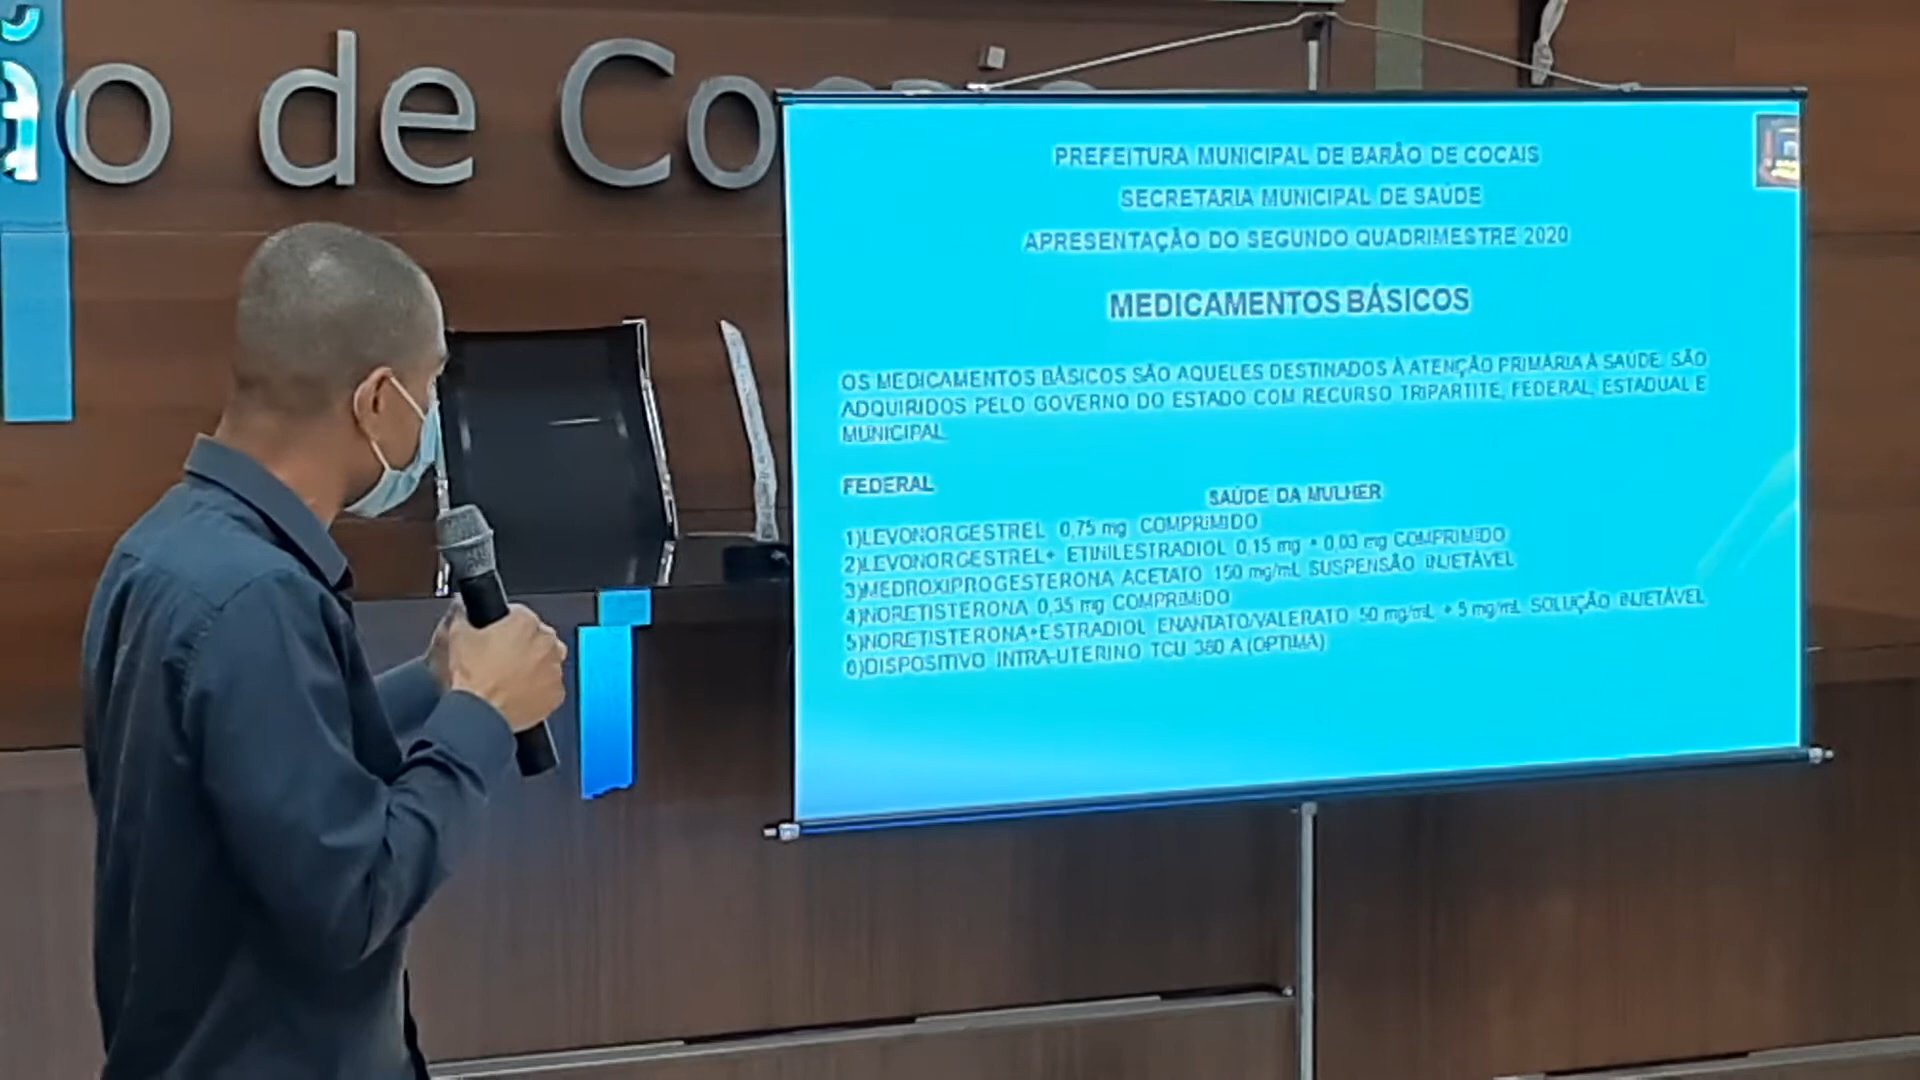 ão de Co
PREFEITURA MUNICIPAL DE BARÃO DE COCAIS
SECRETARIA MUNICIPAL DE SAÚDE
APRESENTAÇÃO DO SEGUNDO QUADRIMESTRE 2020
MEDICAMENTOS BÁSICOS
OS MEDICAMENTOS BÁSICOS SÃO AQUELES DESTINADOS À ATENÇÃO PRIMÁRIA À SAÚDE. SÃO
ADQUIRIDOS PELO GOVERNO DO ESTADO COM RECURSO TRIPARTITE, FEDERAL, ESTADUAL E
MUNICIPAL
FEDERAL
SAÚDE DA MULHER
1)LEVONORGESTREL 0,75 mg COMPRIMIDO
2)LEVONORGESTREL+ ETINILESTRADIOL 0,15 mg + 0,03 mg COMPRIMIDO
3)MEDROXIPROGESTERONA ACETATO 150 mg/mL SUSPENSÃO INJETÁVEL
4)NORETISTERONA 0,35 mg COMPRIMIDO
5)NORETISTERONA+ESTRADIOL ENANTATO/VALERATO 50 mg/mL + 5 mg/mL SOLUÇÃO INJETÁVEL
6)DISPOSITIVO INTRA-UTERINO TCU 380 A (OPTIMA)